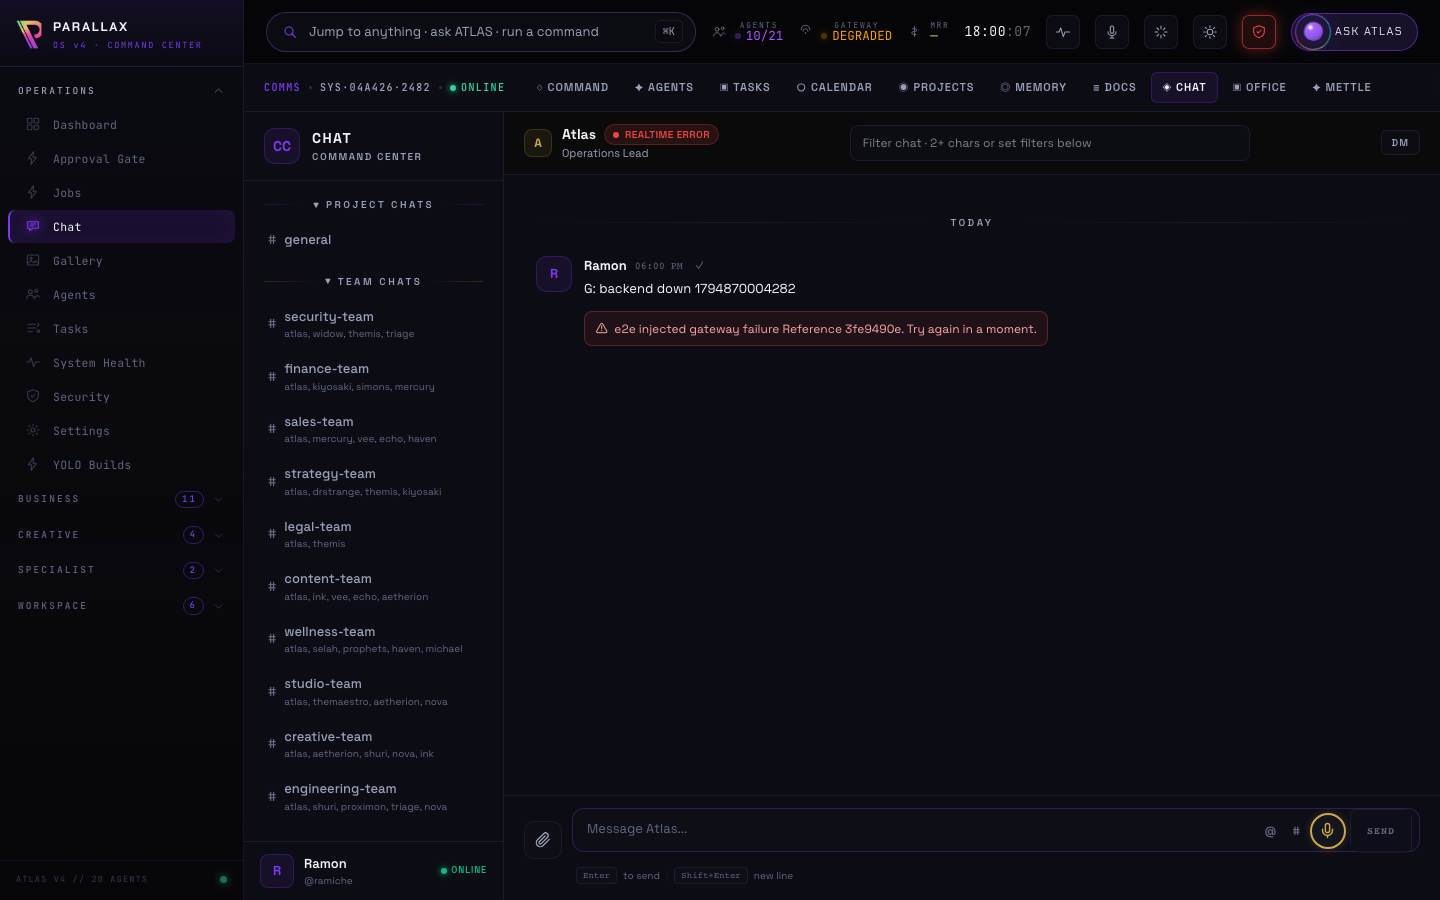 PARALLAX
OS v4 · COMMAND CENTER
OPERATIONS
Dashboard
Approval Gate
Jobs
Chat
Gallery
Agents
Tasks
System Health
Security
Settings
YOLO Builds
BUSINESS 11
CREATIVE 4
SPECIALIST 2
WORKSPACE 6
ATLAS V4 // 20 AGENTS
Jump to anything · ask ATLAS · run a command ⌘K
AGENTS
10/21
GATEWAY
DEGRADED
MRR
—
18:00:07
ASK ATLAS
COMMS · SYS·04A426·2482 · ONLINE
COMMAND
AGENTS
TASKS
CALENDAR
PROJECTS
MEMORY
DOCS
CHAT
OFFICE
METTLE
CC
CHAT
COMMAND CENTER
▼ PROJECT CHATS
# general
▼ TEAM CHATS
# security-team
atlas, widow, themis, triage
# finance-team
atlas, kiyosaki, simons, mercury
# sales-team
atlas, mercury, vee, echo, haven
# strategy-team
atlas, drstrange, themis, kiyosaki
# legal-team
atlas, themis
# content-team
atlas, ink, vee, echo, aetherion
# wellness-team
atlas, selah, prophets, haven, michael
# studio-team
atlas, themaestro, aetherion, nova
# creative-team
atlas, aetherion, shuri, nova, ink
# engineering-team
atlas, shuri, proximon, triage, nova
R
Ramon
@ramiche
ONLINE
A
Atlas
REALTIME ERROR
Operations Lead
Filter chat · 2+ chars or set filters below
DM
TODAY
R
Ramon 06:00 PM ✓
G: backend down 1794870004282
e2e injected gateway failure Reference 3fe9490e. Try again in a moment.
Message Atlas...
@ # SEND
Enter to send Shift+Enter new line